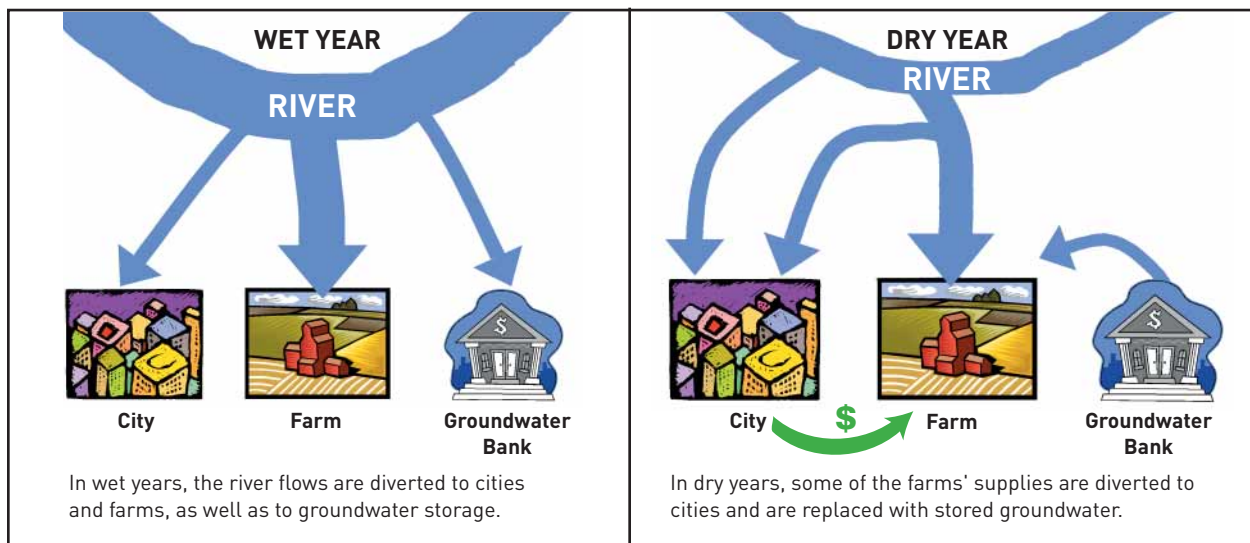 WET YEAR
RIVER
$
City
Farm
Groundwater
Bank
In wet years, the river flows are diverted to cities
and farms, as well as to groundwater storage.
DRY YEAR
RIVER
$
City
$
Farm
Groundwater
Bank
In dry years, some of the farms' supplies are diverted to
cities and are replaced with stored groundwater.